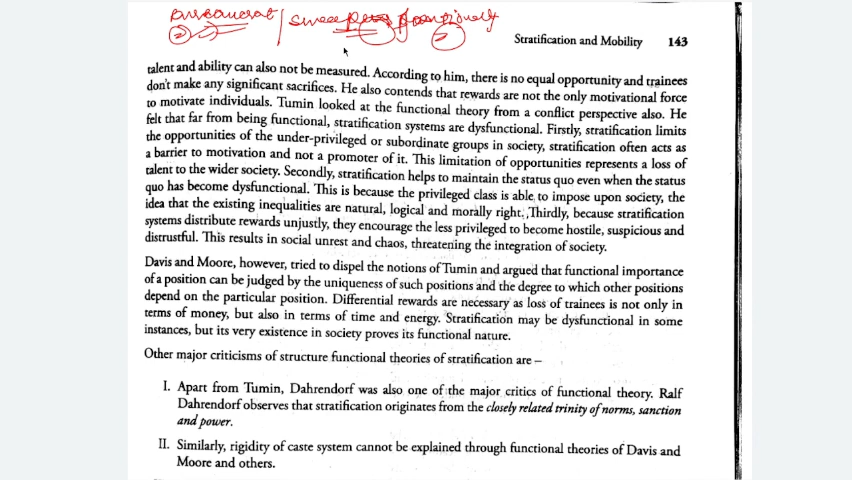 Bureaucrat / Sweeper
Stratification and Mobility 143
talent and ability can also not be measured. According to him, there is no equal opportunity and trainees
don't make any significant sacrifices. He also contends that rewards are not the only motivational force
to motivate individuals. Tumin looked at the functional theory from a conflict perspective also. He
felt that far from being functional, stratification systems are dysfunctional. Firstly, stratification limits
the opportunities of the under-privileged or subordinate groups in society, stratification often acts as
a barrier to motivation and not a promoter of it. This limitation of opportunities represents a loss of
talent to the wider society. Secondly, stratification helps to maintain the status quo even when the status
quo has become dysfunctional. This is because the privileged class is able to impose upon society, the
idea that the existing inequalities are natural, logical and morally right. Thirdly, because stratification
systems distribute rewards unjustly, they encourage the less privileged to become hostile, suspicious and
distrustful. This results in social unrest and chaos, threatening the integration of society.
Davis and Moore, however, tried to dispel the notions of Tumin and argued that functional importance
of a position can be judged by the uniqueness of such positions and the degree to which other positions
depend on the particular position. Differential rewards are necessary as loss of trainees is not only in
terms of money, but also in terms of time and energy. Stratification may be dysfunctional in some
instances, but its very existence in society proves its functional nature.
Other major criticisms of structure functional theories of stratification are –
I. Apart from Tumin, Dahrendorf was also one of the major critics of functional theory. Ralf
Dahrendorf observes that stratification originates from the closely related trinity of norms, sanction
and power.
II. Similarly, rigidity of caste system cannot be explained through functional theories of Davis and
Moore and others.